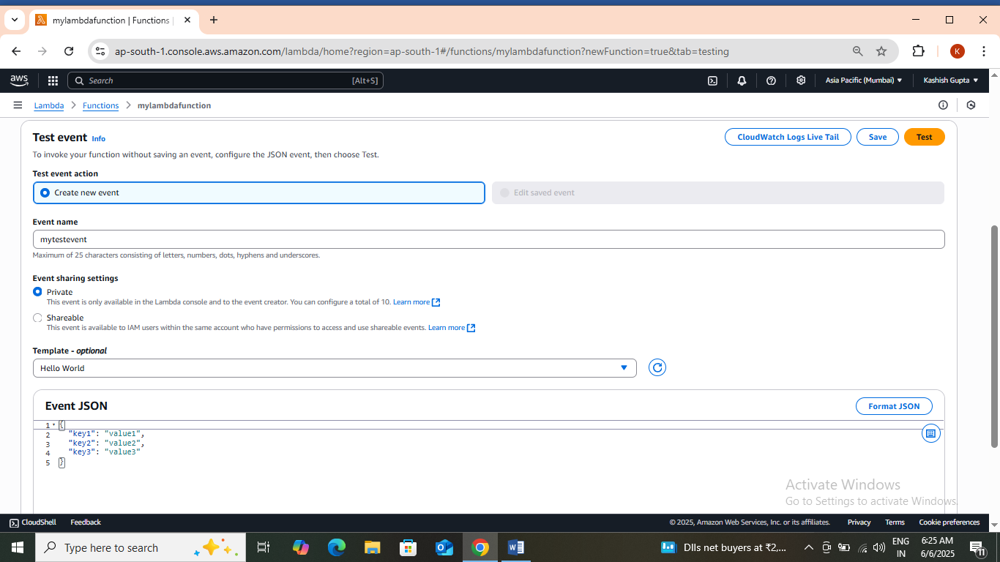 mylambdafunction | Functions
ap-south-1.console.aws.amazon.com/lambda/home?region=ap-south-1#/functions/mylambdafunction?newFunction=true&tab=testing
K
aws
Search
[Alt+S]
Asia Pacific (Mumbai)
Kashish Gupta
Lambda > Functions > mylambdafunction
Test event Info
CloudWatch Logs Live Tail
Save
Test
To invoke your function without saving an event, configure the JSON event, then choose Test.
Test event action
Create new event
Edit saved event
Event name
mytestevent
Maximum of 25 characters consisting of letters, numbers, dots, hyphens and underscores.
Event sharing settings
Private
This event is only available in the Lambda console and to the event creator. You can configure a total of 10. Learn more
Shareable
This event is available to IAM users within the same account who have permissions to access and use shareable events. Learn more
Template - optional
Hello World
Event JSON
Format JSON
1 {
2 "key1": "value1",
3 "key2": "value2",
4 "key3": "value3"
5 }
Activate Windows
Go to Settings to activate Windows.
CloudShell
Feedback
© 2025, Amazon Web Services, Inc. or its affiliates.
Privacy
Terms
Cookie preferences
Type here to search
DIIs net buyers at ₹2,...
ENG
IN
6:25 AM
6/6/2025
11